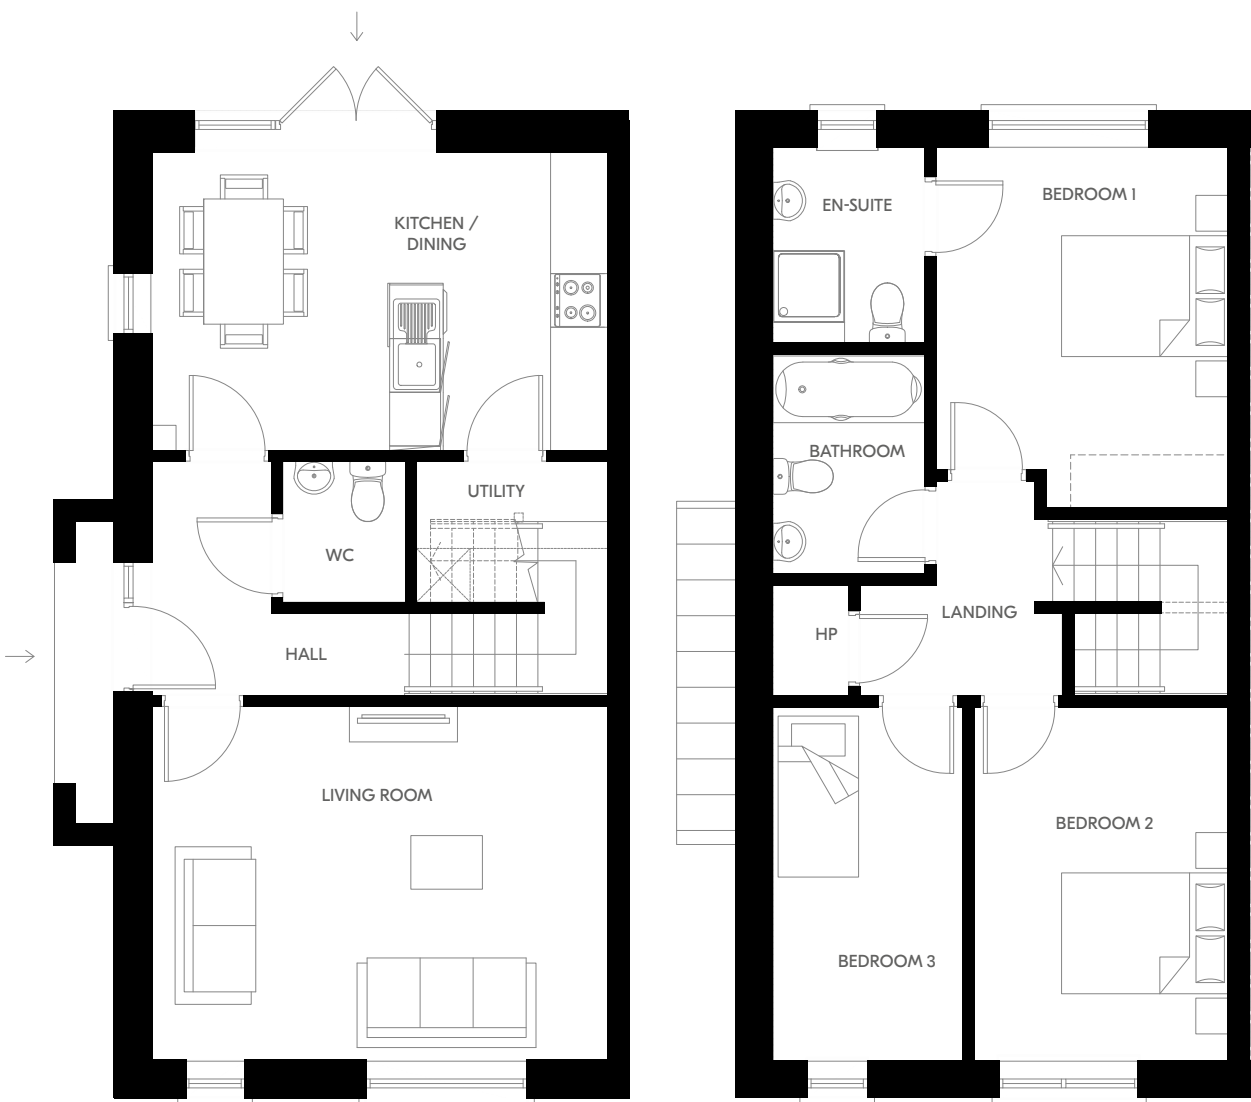 KITCHEN /
DINING
UTILITY
WC
HALL
LIVING ROOM
BEDROOM 1
EN-SUITE
BATHROOM
LANDING
HP
BEDROOM 2
BEDROOM 3